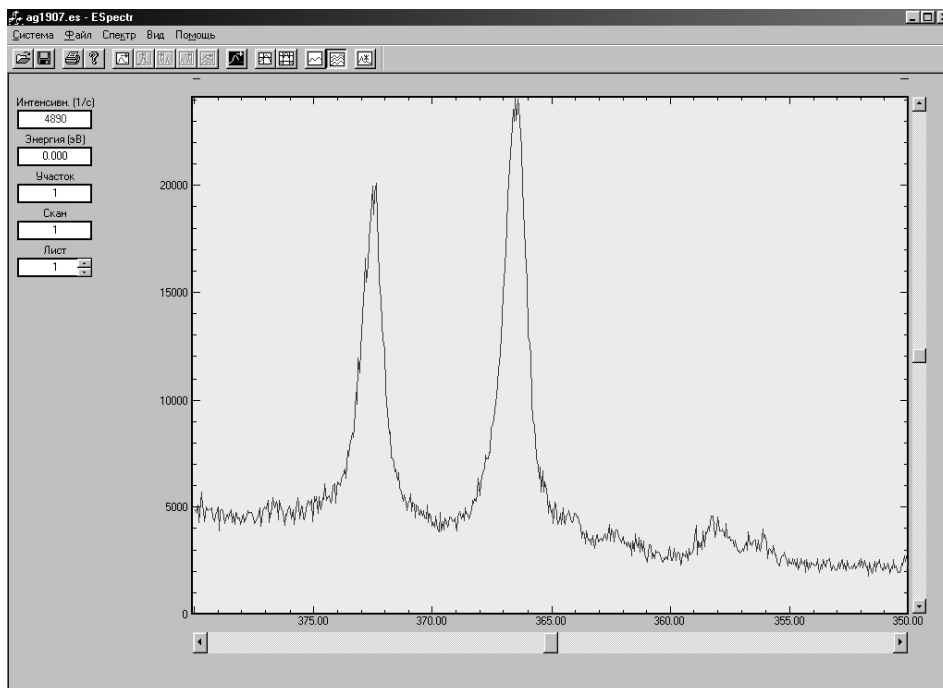 ag1907.es - ESpectr
Система Файл Спектр Вид Помощь
Интенсивн. (1/с)
4890
Энергия (эВ)
0.000
Участок
1
Скан
1
Лист
1
20000
15000
10000
5000
0
375.00 370.00 365.00 360.00 355.00 350.00